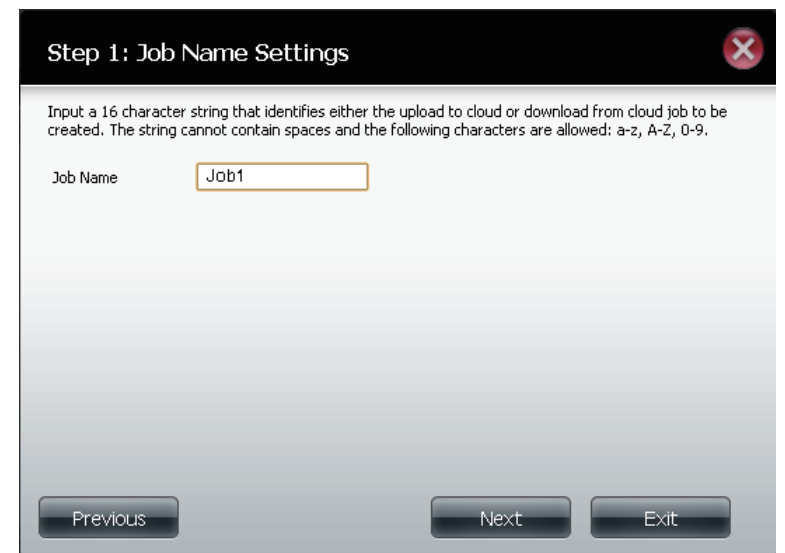 Step 1: Job Name Settings
Input a 16 character string that identifies either the upload to cloud or download from cloud job to be
created. The string cannot contain spaces and the following characters are allowed: a-z, A-Z, 0-9.
Job Name Job1
Previous Next Exit